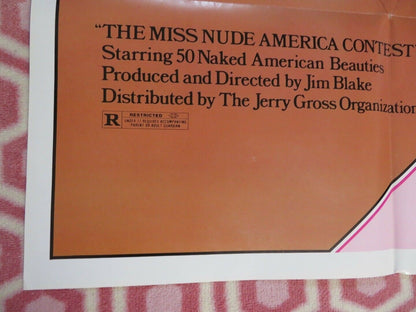 “THE MISS NUDE AMERICA CONTEST”
Starring 50 Naked American Beauties
Produced and Directed by Jim Blake
Distributed by The Jerry Gross Organization
R RESTRICTED
UNDER 17 REQUIRES ACCOMPANYING
PARENT OR ADULT GUARDIAN